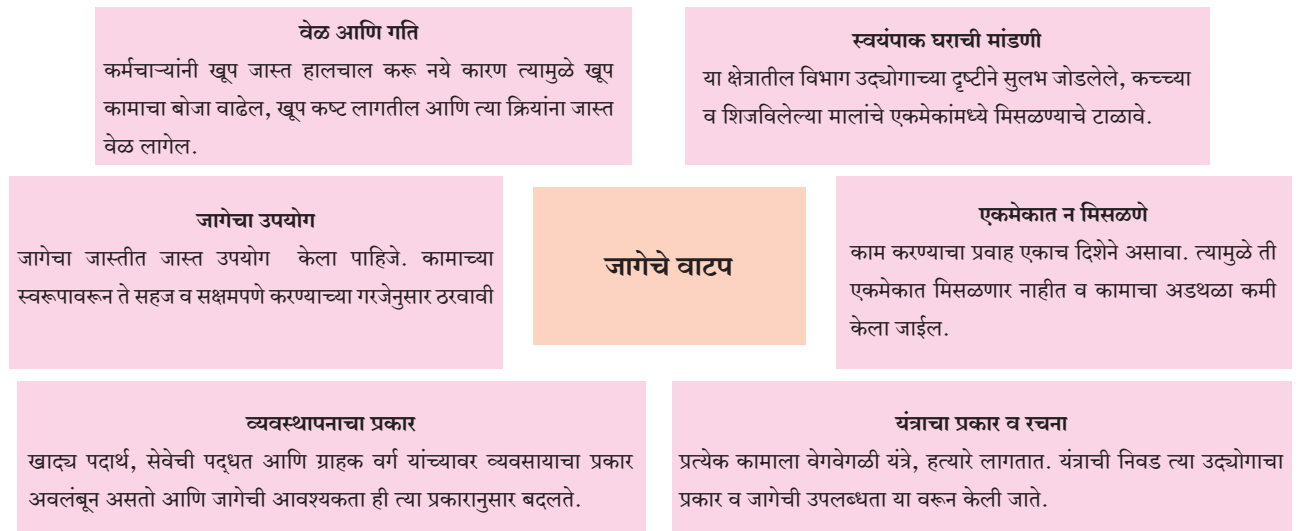 वेळ आणि गति
कर्मचाऱ्यांनी खूप जास्त हालचाल करू नये कारण त्यामुळे खूप
कामाचा बोजा वाढेल, खूप कष्ट लागतील आणि त्या क्रियांना जास्त
वेळ लागेल.
स्वयंपाक घराची मांडणी
या क्षेत्रातील विभाग उद्योगाच्या दृष्टीने सुलभ जोडलेले, कच्च्या
व शिजविलेल्या मालांचे एकमेकांमध्ये मिसळण्याचे टाळावे.
जागेचा उपयोग
जागेचा जास्तीत जास्त उपयोग केला पाहिजे. कामाच्या
स्वरूपावरून ते सहज व सक्षमपणे करण्याच्या गरजेनुसार ठरवावी
जागेचे वाटप
एकमेकात न मिसळणे
काम करण्याचा प्रवाह एकाच दिशेने असावा. त्यामुळे ती
एकमेकात मिसळणार नाहीत व कामाचा अडथळा कमी
केला जाईल.
व्यवस्थापनाचा प्रकार
खाद्य पदार्थ, सेवेची पद्धत आणि ग्राहक वर्ग यांच्यावर व्यवसायाचा प्रकार
अवलंबून असतो आणि जागेची आवश्यकता ही त्या प्रकारानुसार बदलते.
यंत्राचा प्रकार व रचना
प्रत्येक कामाला वेगवेगळी यंत्रे, हत्यारे लागतात. यंत्राची निवड त्या उद्योगाचा
प्रकार व जागेची उपलब्धता या वरून केली जाते.